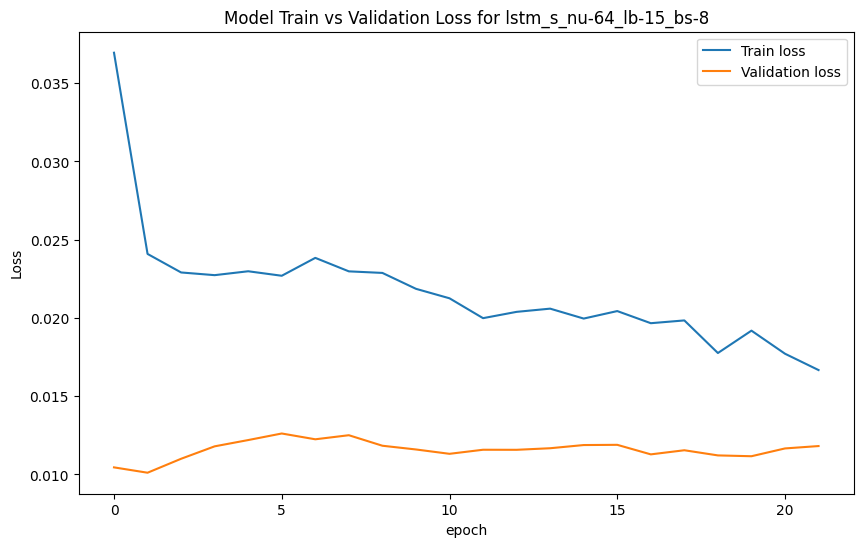 Model Train vs Validation Loss for lstm_s_nu-64_lb-15_bs-8
Train loss
Validation loss
0.035
0.030
0.025
0.020
0.015
0.010
Loss
0 5 10 15 20
epoch